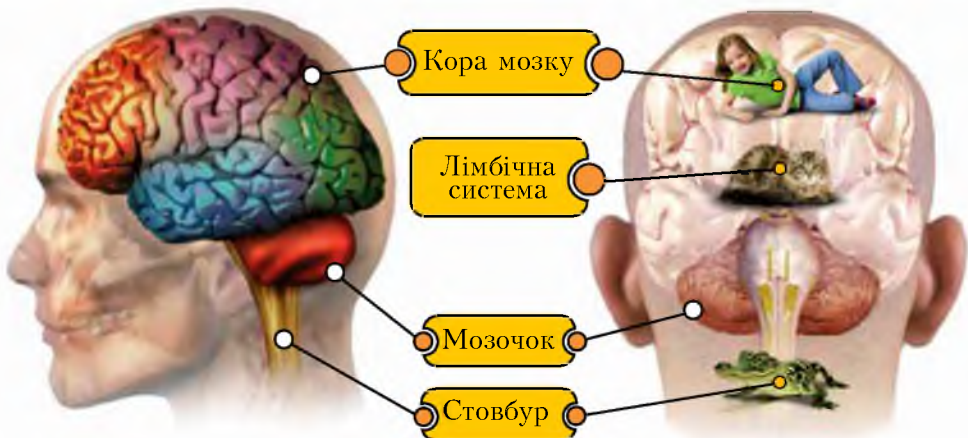 Кора мозку
Лімбічна
система
Мозочок
Стовбур